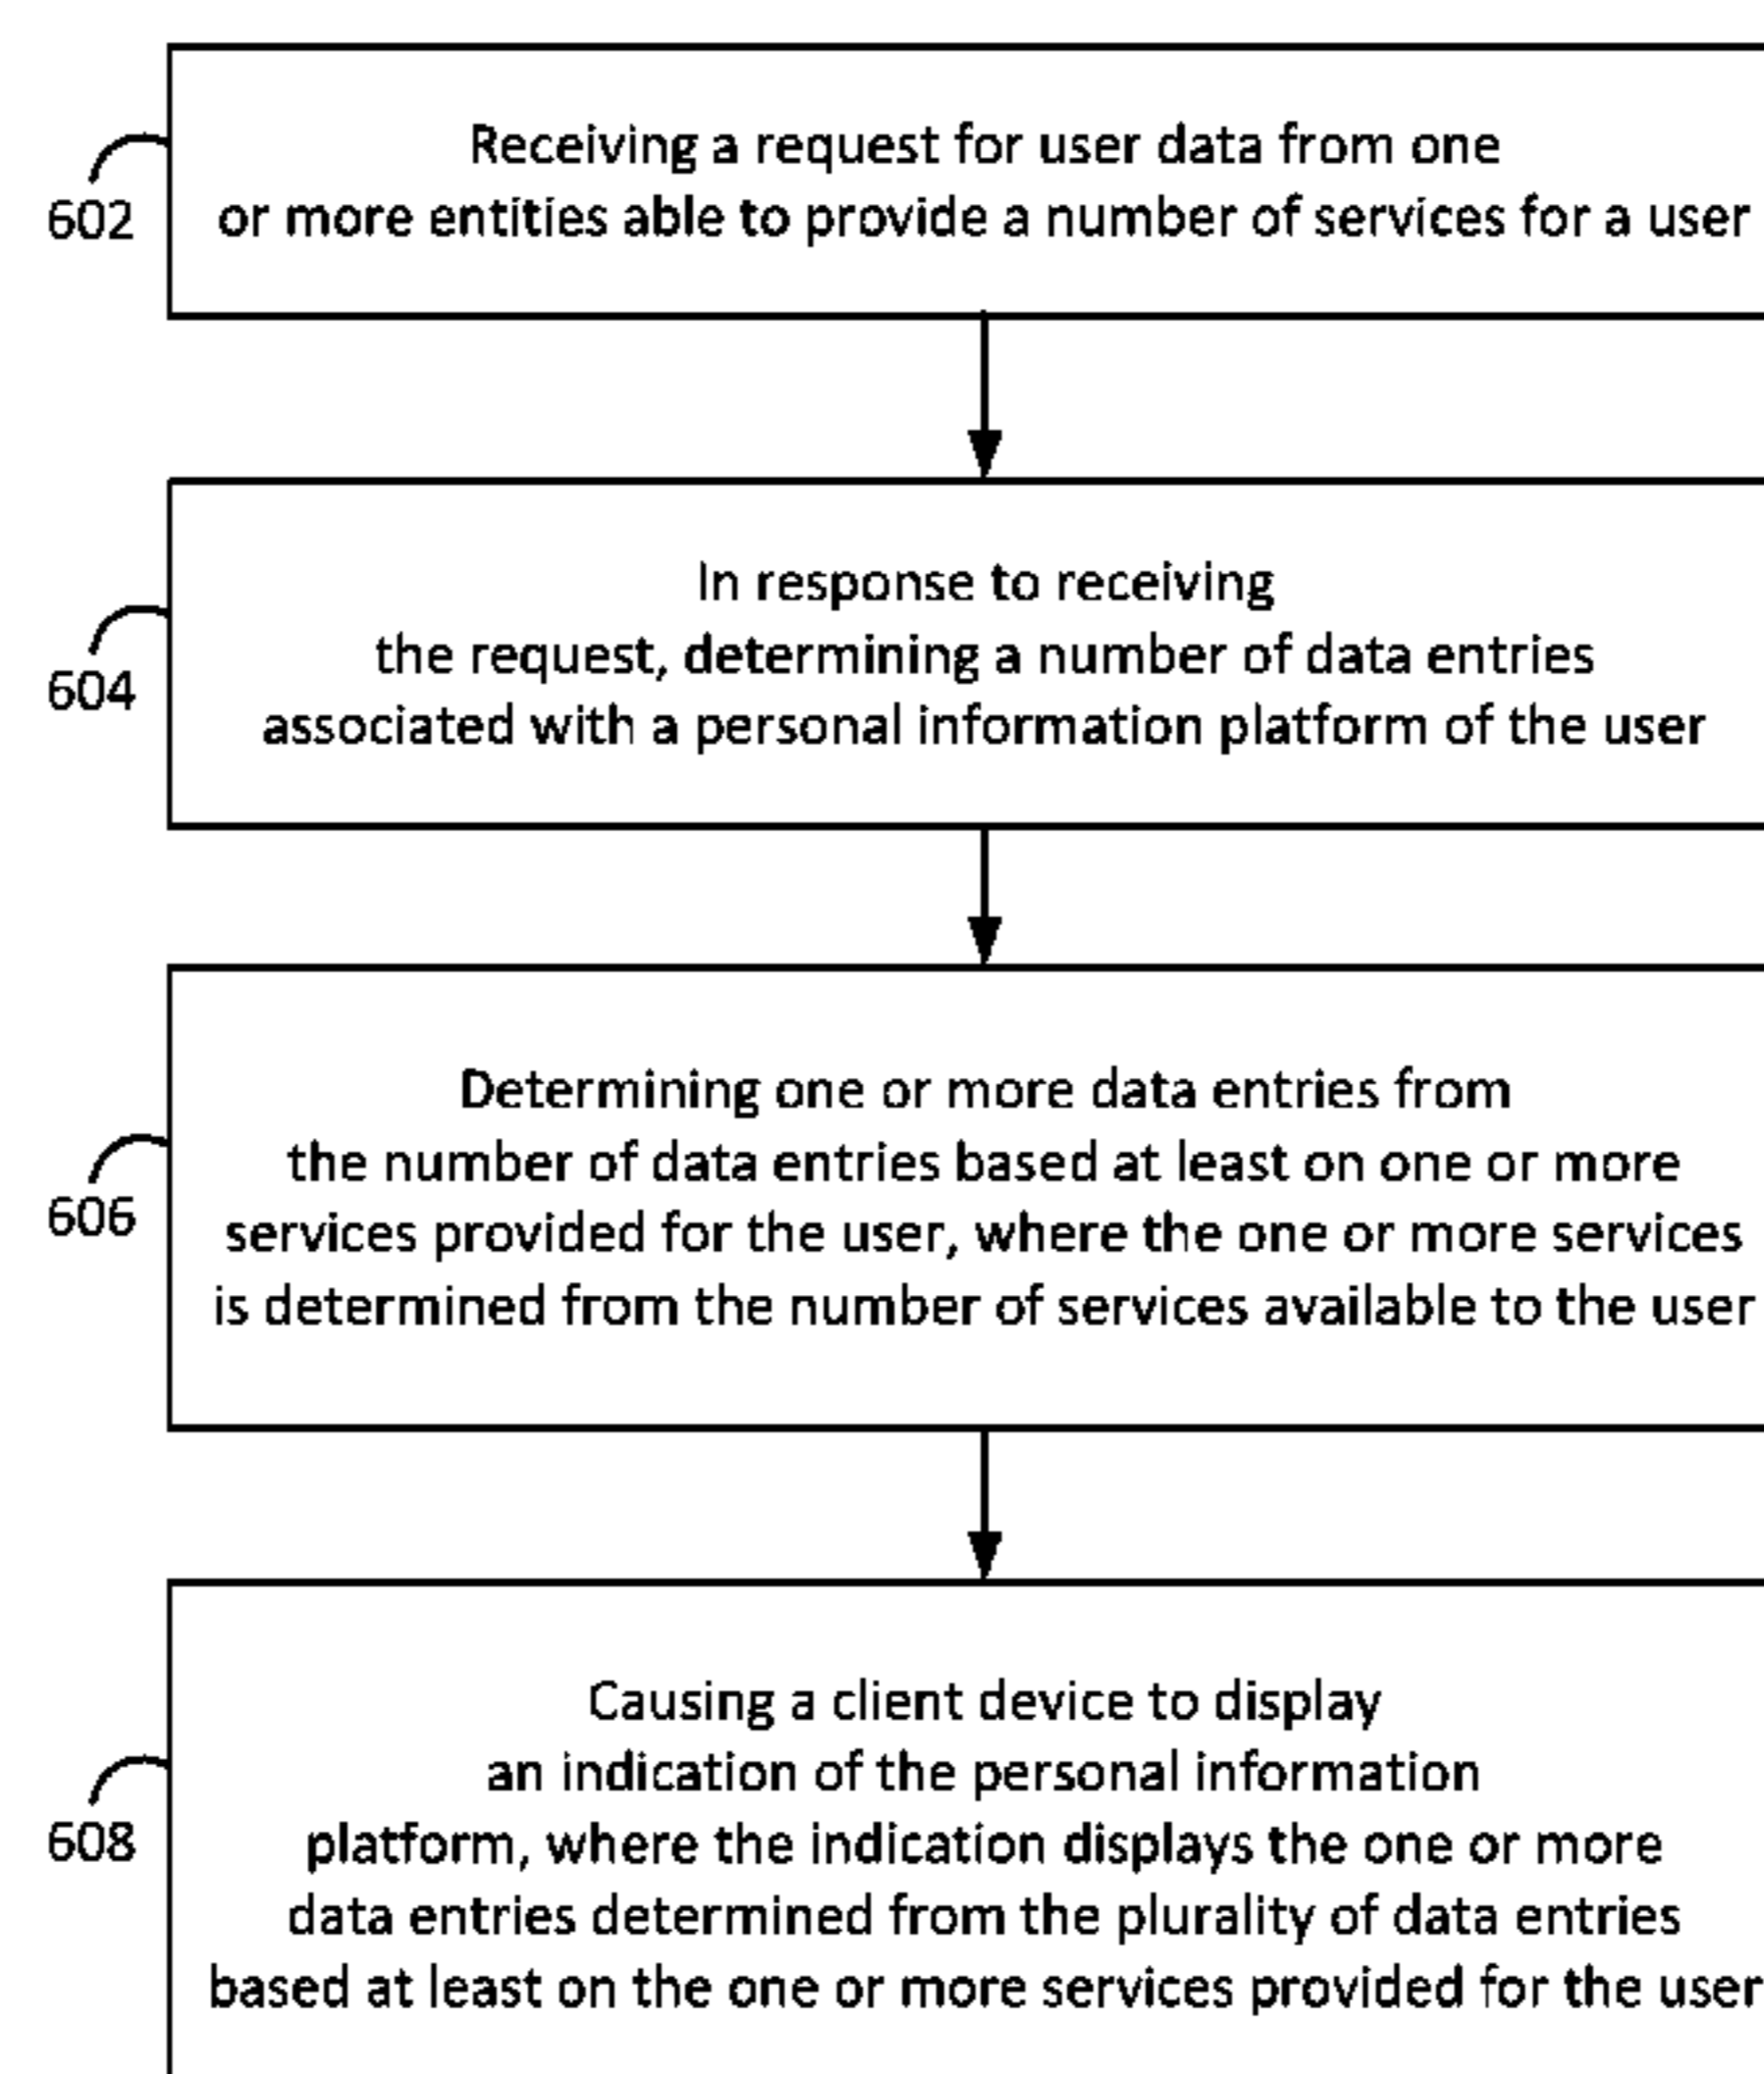 Receiving a request for user data from one
or more entities able to provide a number of services for a user
602
In response to receiving
the request, determining a number of data entries
associated with a personal information platform of the user
604
Determining one or more data entries from
the number of data entries based at least on one or more
services provided for the user, where the one or more services
is determined from the number of services available to the user
606
Causing a client device to display
an indication of the personal information
platform, where the indication displays the one or more
data entries determined from the plurality of data entries
based at least on the one or more services provided for the user
608